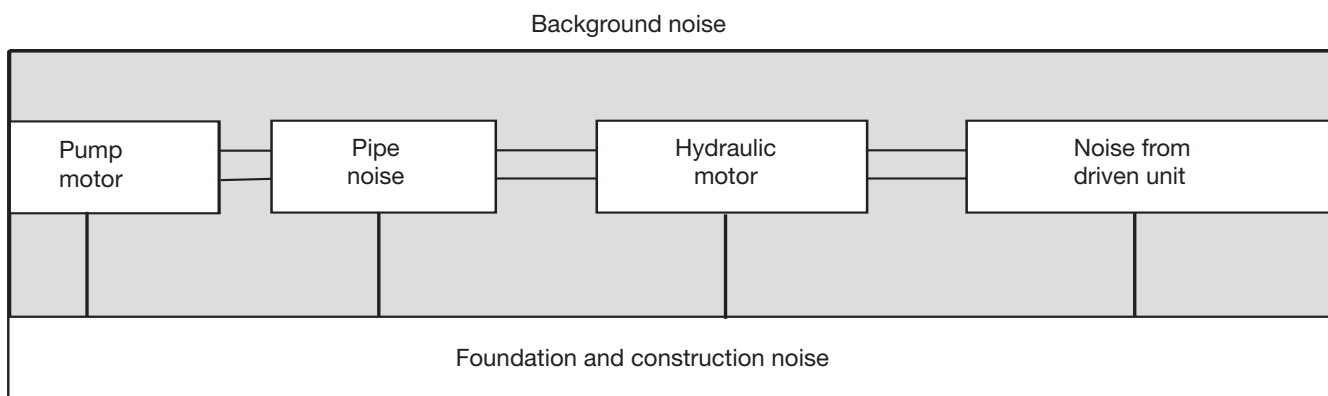 Background noise
Pump
motor
Pipe
noise
Hydraulic
motor
Noise from
driven unit
Foundation and construction noise